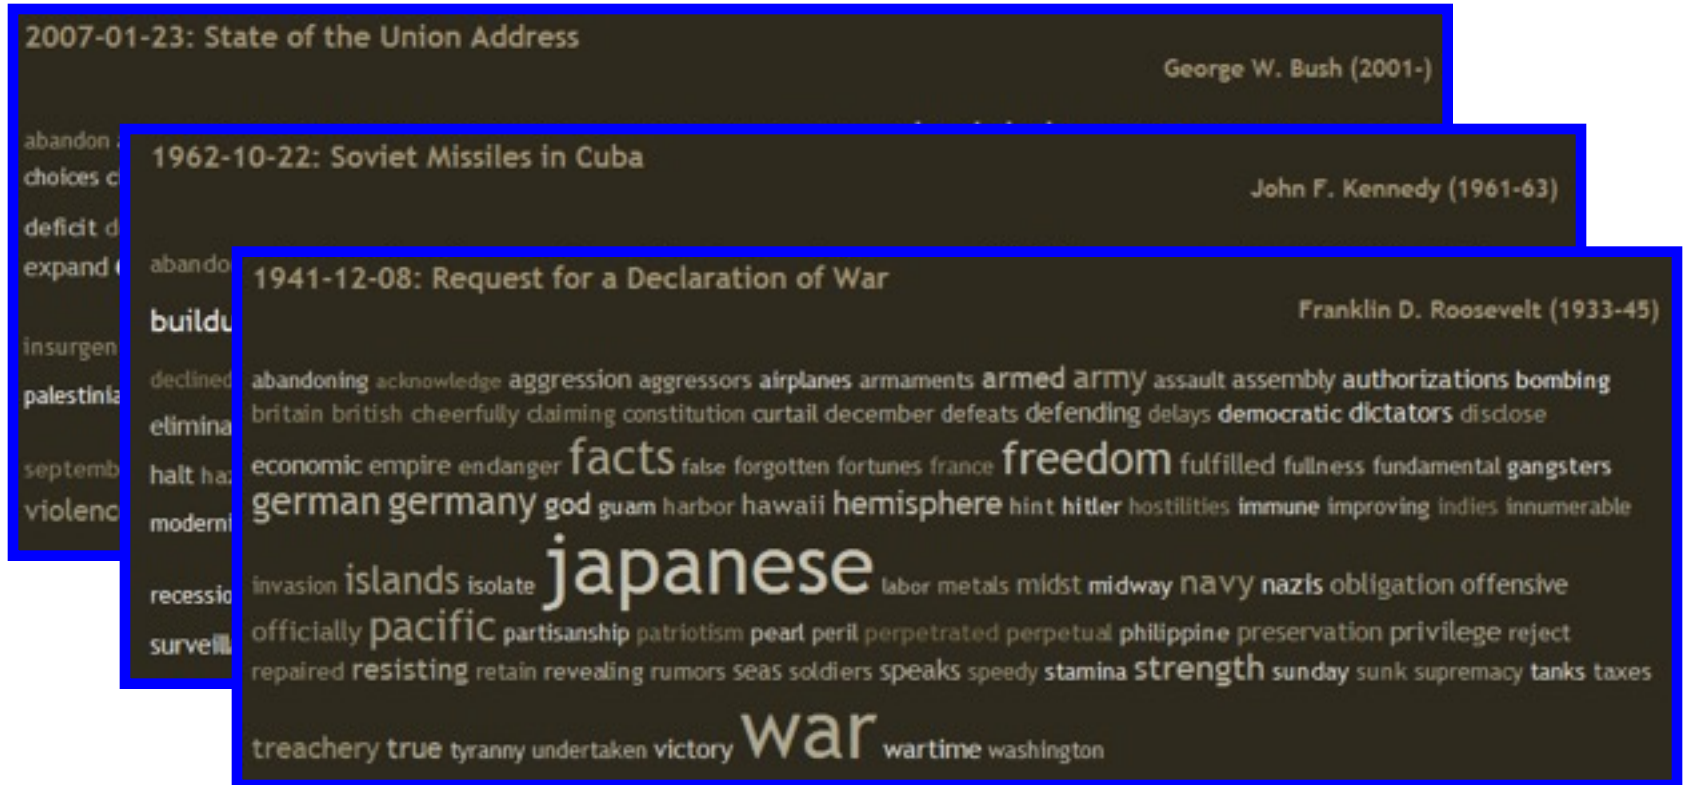 2007-01-23: State of the Union Address
George W. Bush (2001-)
abandon
choices
deficit
expand
insurgen
palestinia
septemb
violenc
1962-10-22: Soviet Missiles in Cuba
John F. Kennedy (1961-63)
abando
buildu
declined
elimina
halt haz
moderni
recessio
surveill
1941-12-08: Request for a Declaration of War
Franklin D. Roosevelt (1933-45)
abandoning acknowledge aggression aggressors airplanes armaments armed army assault assembly authorizations bombing
britain british cheerfully claiming constitution curtail december defeats defending delays democratic dictators disclose
economic empire endanger facts false forgotten fortunes france freedom fulfilled fullness fundamental gangsters
german germany god guam harbor hawaii hemisphere hint hitler hostilities immune improving indies innumerable
invasion islands isolate japanese labor metals midst midway navy nazis obligation offensive
officially pacific partisanship patriotism pearl peril perpetrated perpetual philippine preservation privilege reject
repaired resisting retain revealing rumors seas soldiers speaks speedy stamina strength sunday sunk supremacy tanks taxes
treachery true tyranny undertaken victory war wartime washington